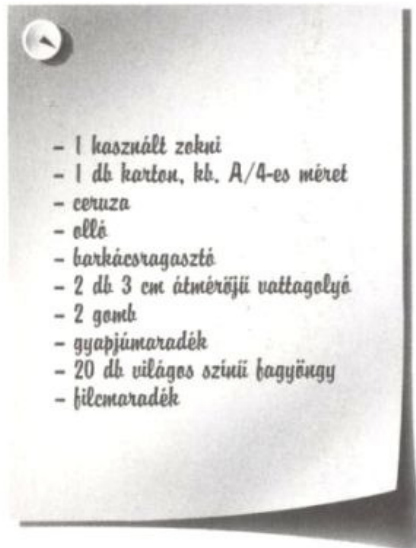 - 1 használt zokni
- 1 db karton, kb. A/4-es méret
- ceruza
- olló
- barkácsragasztó
- 2 db 3 cm átmérőjű vattagolyó
- 2 gomb
- gyapjúmaradék
- 20 db világos színű fagyöngy
- filcmaradék